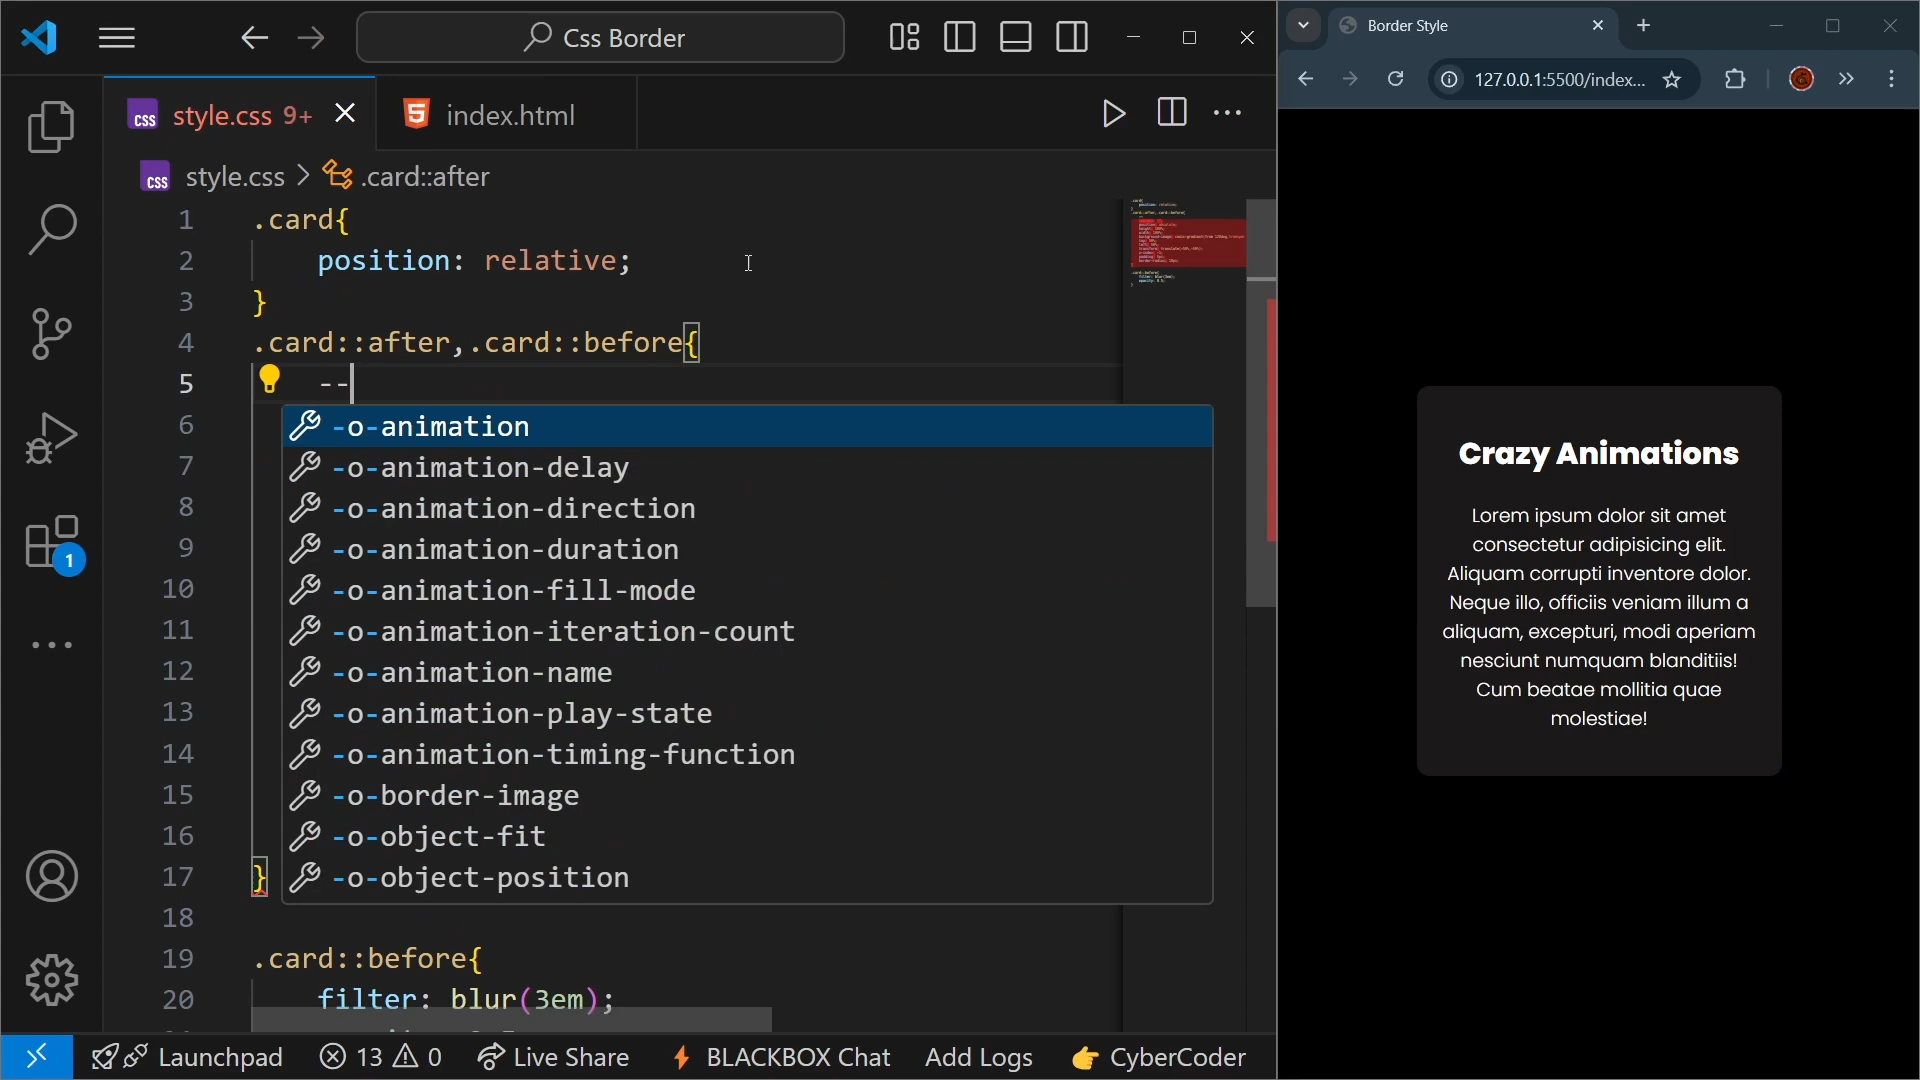 Css Border
style.css 9+
index.html
style.css > .card::after
1 .card{
2 position: relative;
3 }
4 .card::after,.card::before{
5 --
6 -o-animation
-o-animation-delay
7
-o-animation-direction
8
-o-animation-duration
9
-o-animation-fill-mode
10
-o-animation-iteration-count
11
-o-animation-name
12
-o-animation-play-state
13
-o-animation-timing-function
14
-o-border-image
15
-o-object-fit
16
17 }
-o-object-position
18
19 .card::before{
20 filter: blur(3em);
1
Launchpad
13 0
Live Share
BLACKBOX Chat
Add Logs
CyberCoder
Border Style
127.0.0.1:5500/index...
Crazy Animations
Lorem ipsum dolor sit amet
consectetur adipisicing elit.
Aliquam corrupti inventore dolor.
Neque illo, officiis veniam illum a
aliquam, excepturi, modi aperiam
nesciunt numquam blanditiis!
Cum beatae mollitia quae
molestiae!